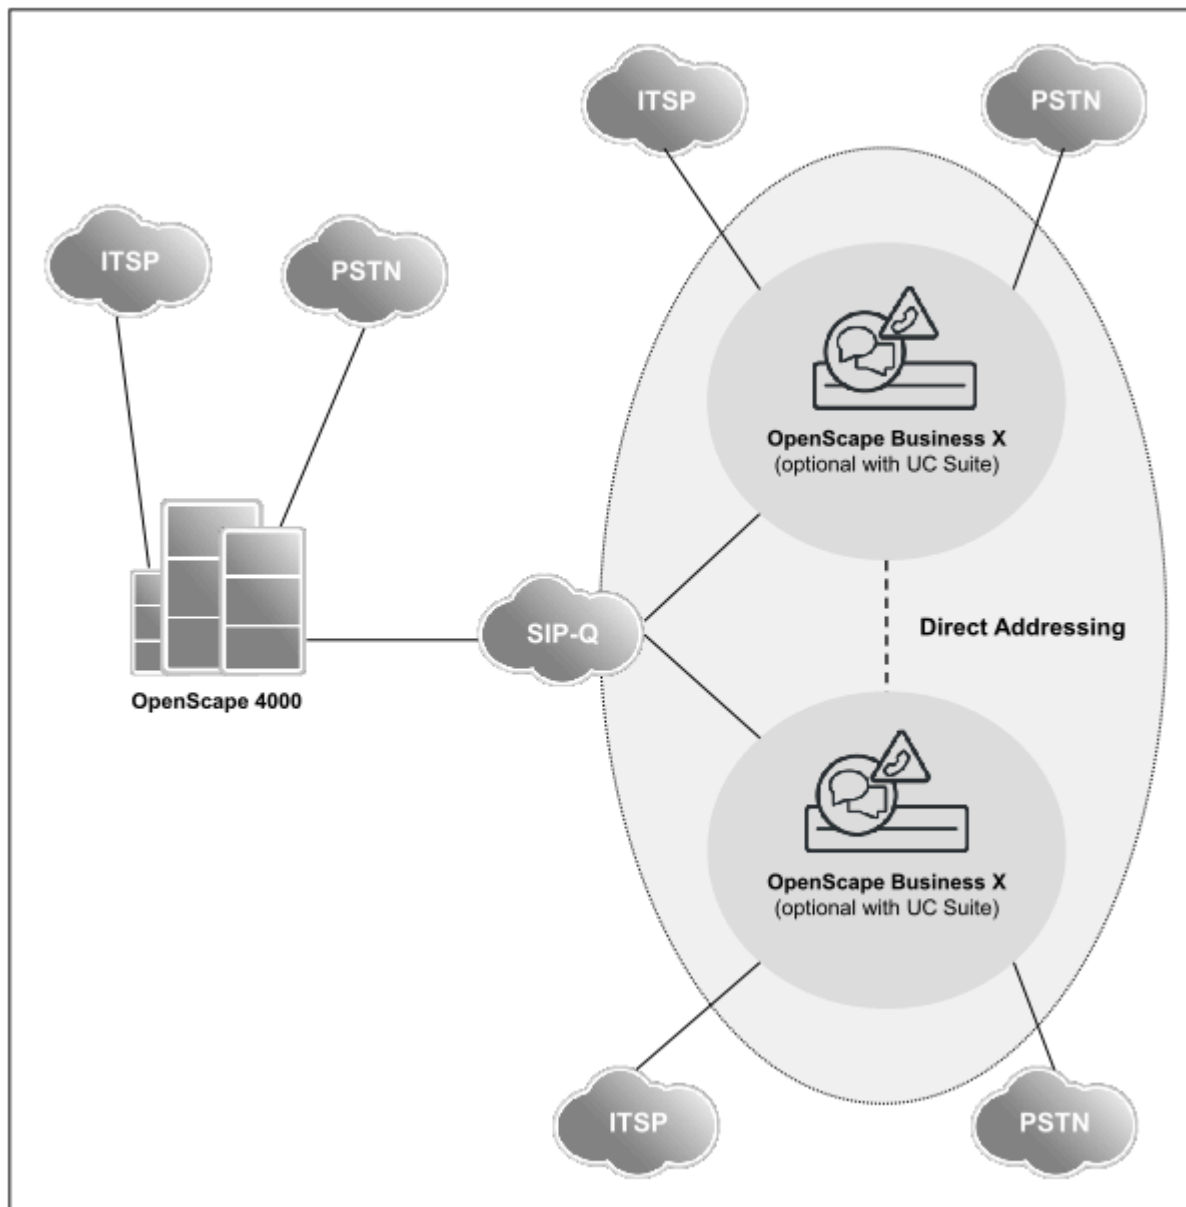 ITSP
PSTN
ITSP
PSTN
OpenScape Business X
(optional with UC Suite)
SIP-Q
Direct Addressing
OpenScape 4000
OpenScape Business X
(optional with UC Suite)
ITSP
PSTN